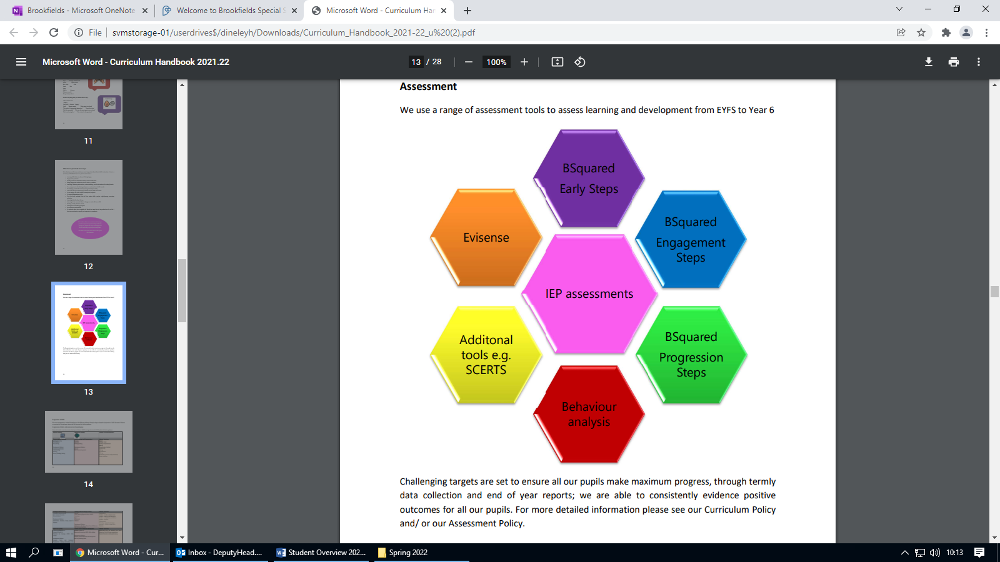 Brookfields - Microsoft OneNote
Welcome to Brookfields Special S
Microsoft Word - Curriculum Har
File
svmstorage-01/userdrives$/dineleyh/Downloads/Curriculum_Handbook_2021-22_u%20(2).pdf
Microsoft Word - Curriculum Handbook 2021.22
13 / 28
100%
11
12
13
14
Assessment
We use a range of assessment tools to assess learning and development from EYFS to Year 6
BSquared
Early Steps
Evisense
BSquared
Engagement
Steps
IEP assessments
Additonal
tools e.g.
SCERTS
BSquared
Progression
Steps
Behaviour
analysis
Challenging targets are set to ensure all our pupils make maximum progress, through termly
data collection and end of year reports; we are able to consistently evidence positive
outcomes for all our pupils. For more detailed information please see our Curriculum Policy
and/ or our Assessment Policy.
Microsoft Word - Cur...
Inbox - DeputyHead....
Student Overview 202...
Spring 2022
10:13